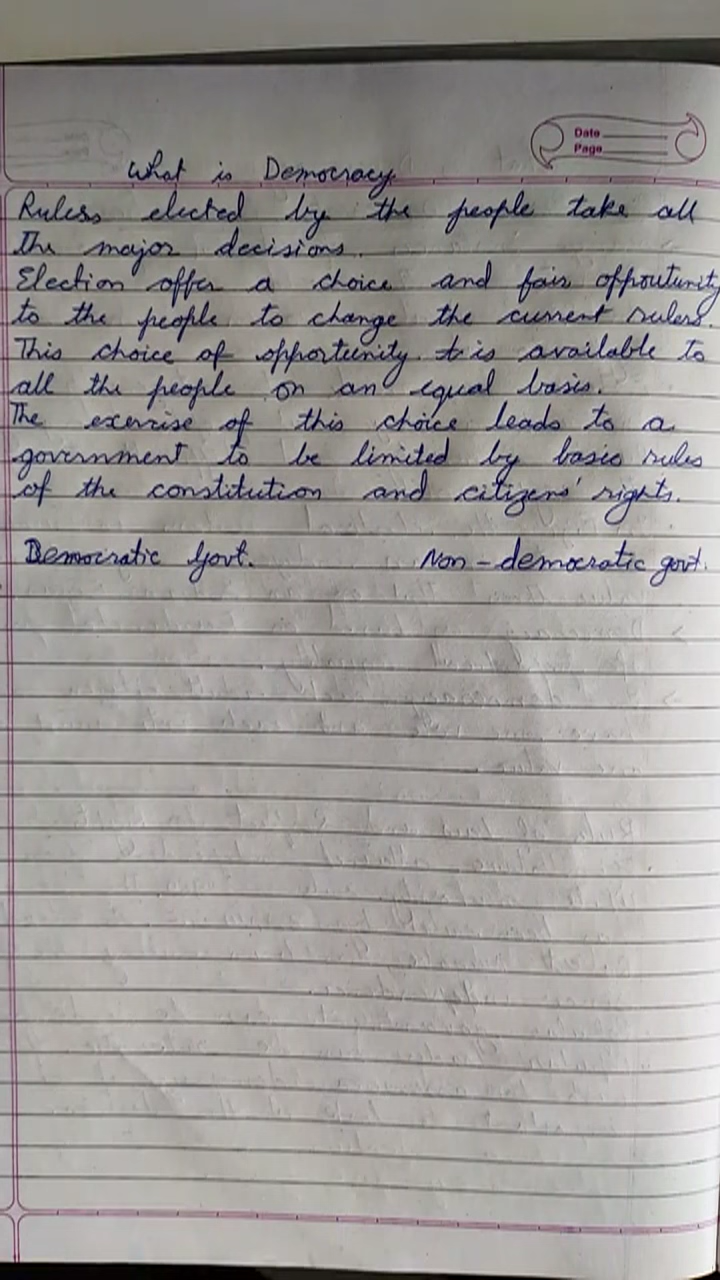 Date
Page
What is Democracy
Rulers elected by the people take all
the major decisions.
Election offer a choice and fair opportunity
to the people to change the current rulers.
This choice of opportunity is available to
all the people on an equal basis.
The exercise of this choice leads to a
government to be limited by basic rules
of the constitution and citizens' rights.
Democratic Govt. Non-democratic govt.